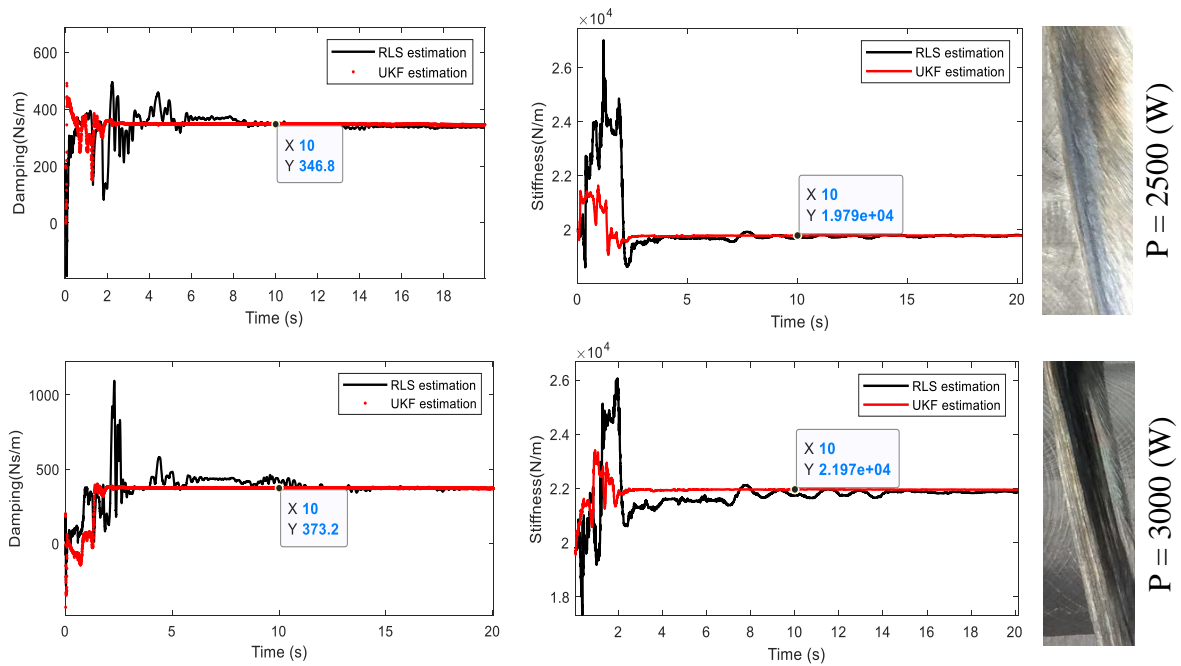 600
400
200
0
Damping(Ns/m)
RLS estimation
UKF estimation
X 10
Y 346.8
0 2 4 6 8 10 12 14 16 18
Time (s)
×10⁴
2.6
2.4
2.2
2
Stiffness(N/m)
RLS estimation
UKF estimation
X 10
Y 1.979e+04
0 5 10 15 20
Time (s)
P = 2500 (W)
1000
500
0
Damping(Ns/m)
RLS estimation
UKF estimation
X 10
Y 373.2
0 5 10 15 20
Time (s)
×10⁴
2.6
2.4
2.2
2
1.8
Stiffness(N/m)
RLS estimation
UKF estimation
X 10
Y 2.197e+04
2 4 6 8 10 12 14 16 18 20
Time (s)
P = 3000 (W)